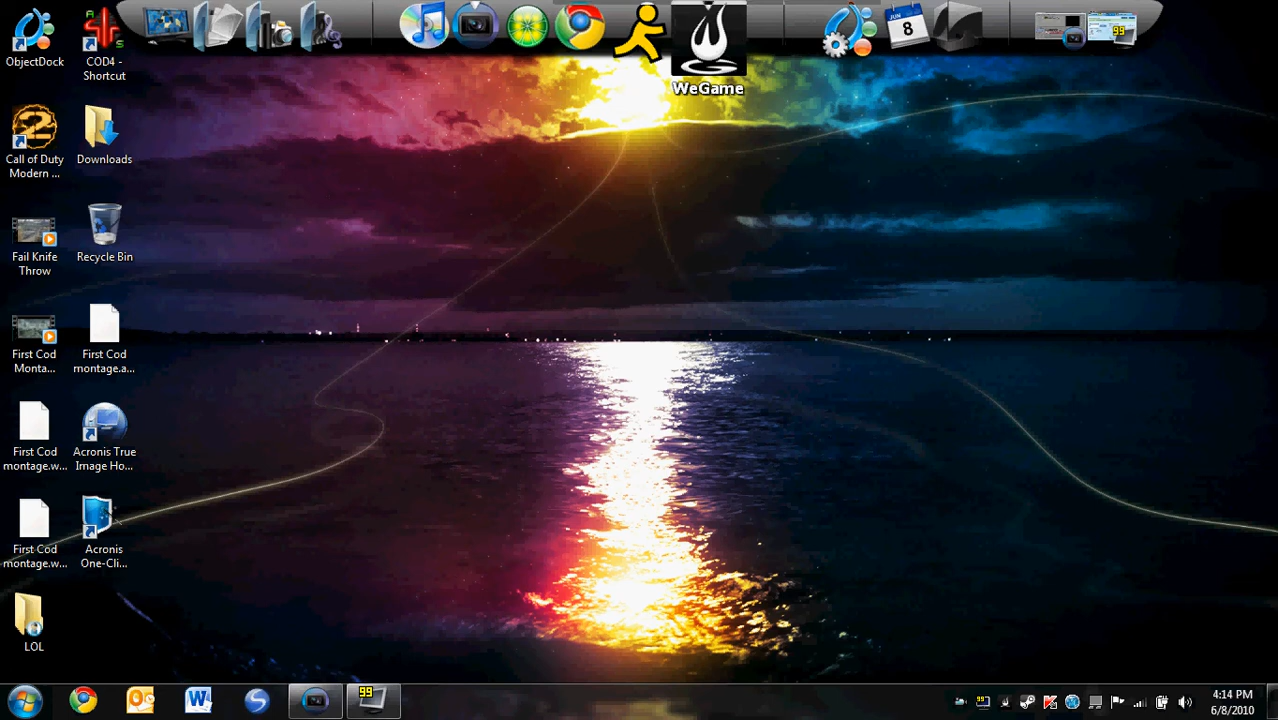 ObjectDock
COD4 -
Shortcut
Call of Duty
Modern ...
Downloads
Fail Knife
Throw
Recycle Bin
First Cod
Monta...
First Cod
montage.a...
First Cod
montage.w...
Acronis True
Image Ho...
First Cod
montage.w...
Acronis
One-Cli...
LOL
WeGame
JUN
8
99
99
4:14 PM
6/8/2010